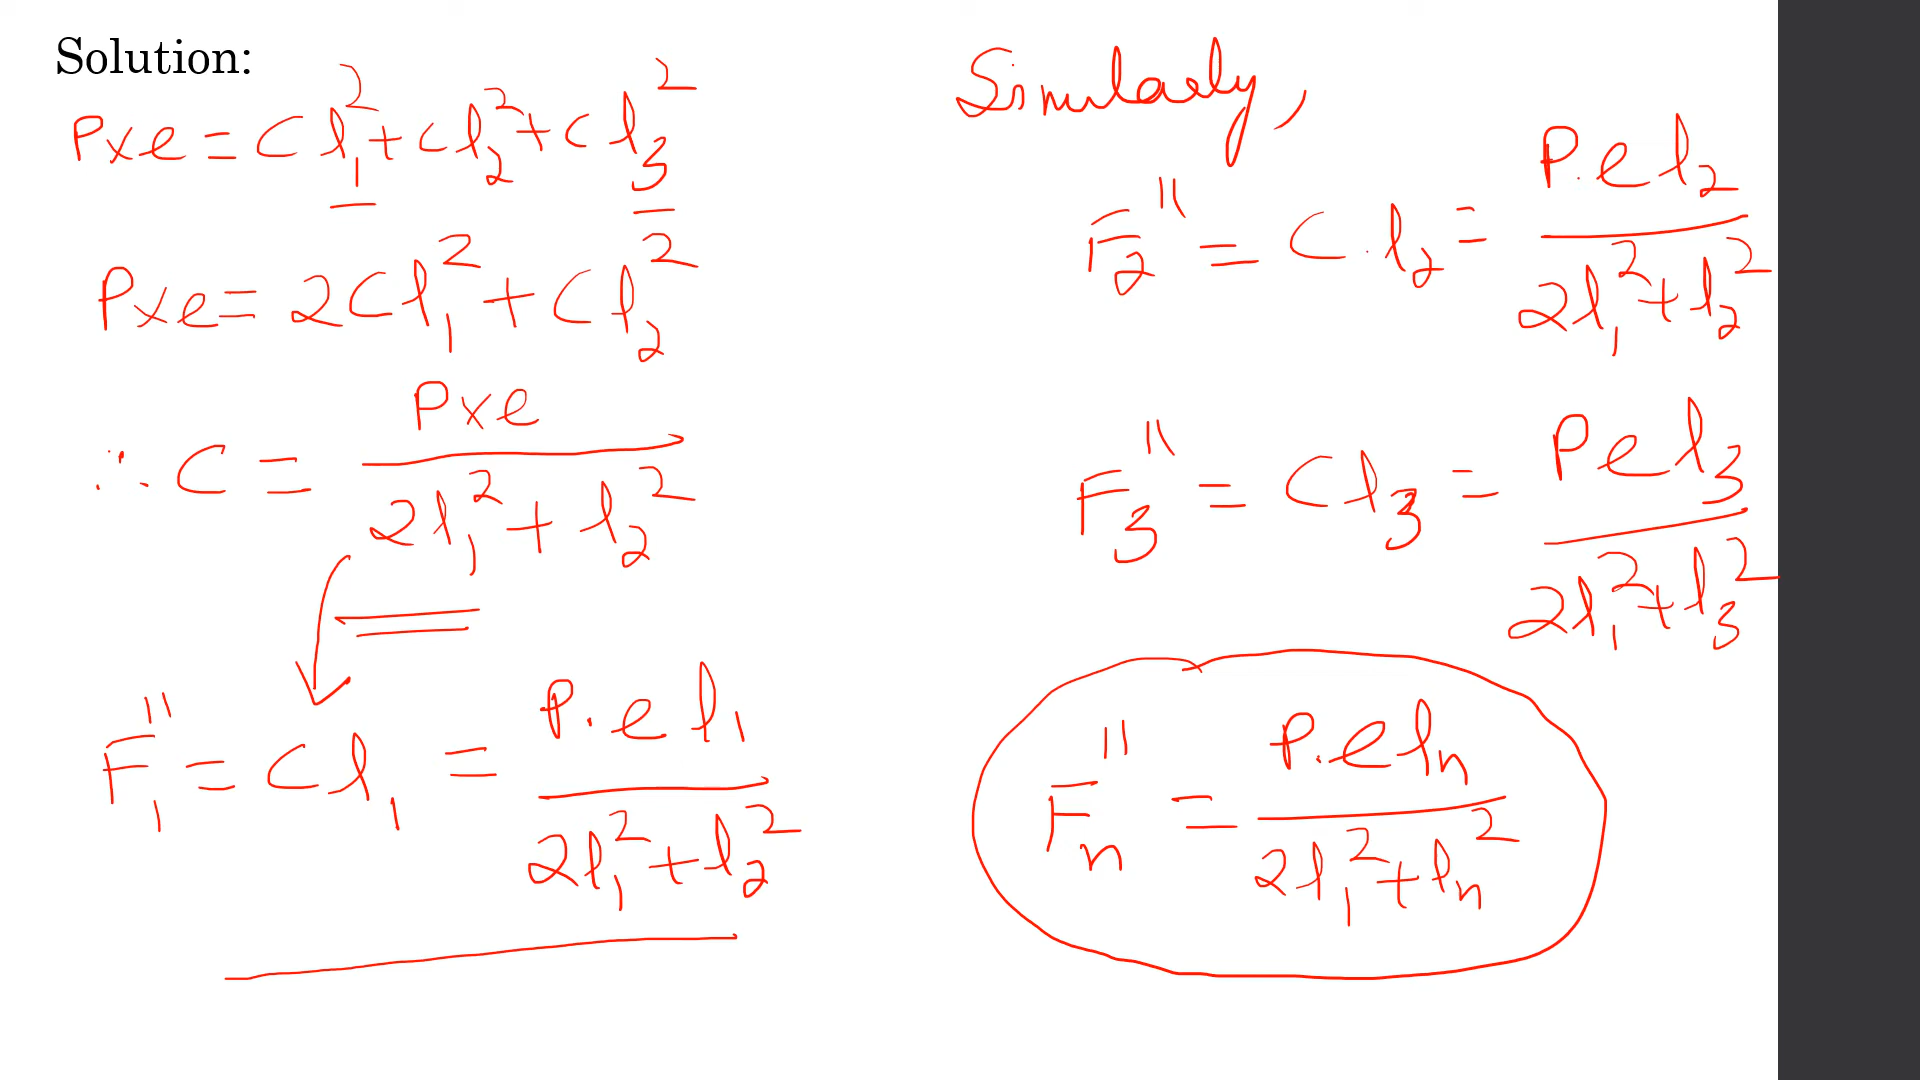 Solution:
Pxe = Cl₁² + Cl₂² + Cl₃²
Pxe = 2Cl₁² + Cl₂²
∴ C = Pxe / 2l₁² + l₂²
F₁" = Cl₁ = P.el₁ / 2l₁² + l₂²
Similarly,
F₂" = C.l₂ = P.el₂ / 2l₁² + l₂²
F₃" = Cl₃ = Pel₃ / 2l₁² + l₃²
Fn" = P.eln / 2l₁² + ln²